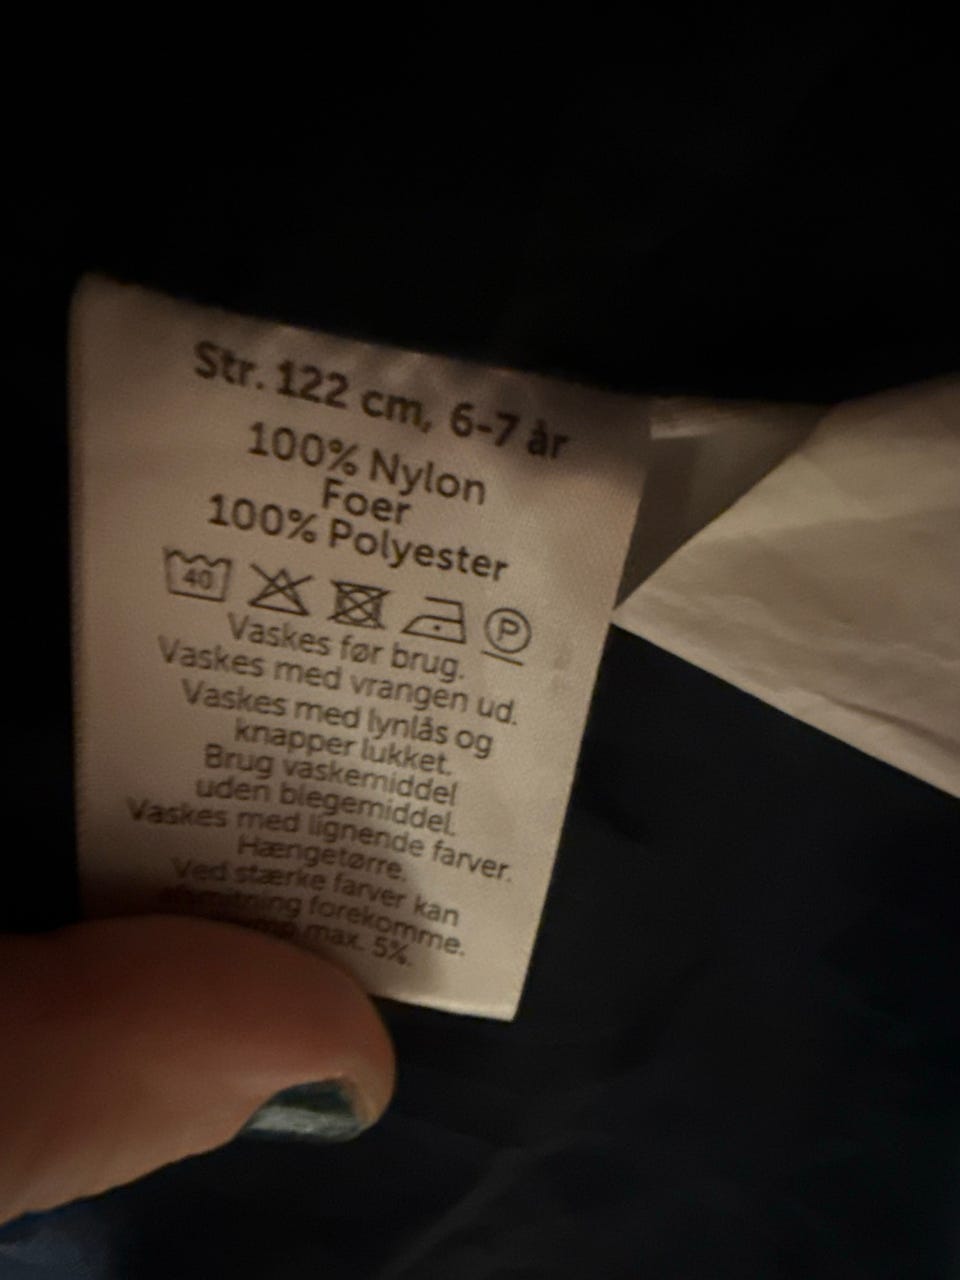 Str. 122 cm, 6-7 år
100% Nylon
Foer
100% Polyester
40
P
Vaskes før brug.
Vaskes med vrangen ud.
Vaskes med lynlås og
knapper lukket.
Brug vaskemiddel
uden blegemiddel.
Vaskes med lignende farver.
Hængetørre.
Ved stærke farver kan
afsmitning forekomme.
max. 5%.